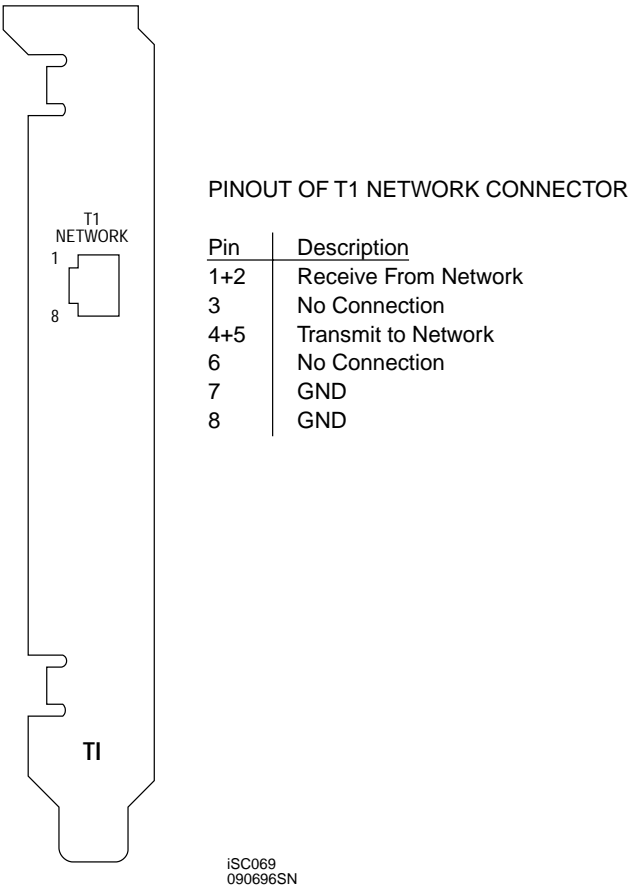 PINOUT OF T1 NETWORK CONNECTOR
T1
NETWORK
1
8
Pin Description
1+2 Receive From Network
3 No Connection
4+5 Transmit to Network
6 No Connection
7 GND
8 GND
TI
iSC069
090696SN